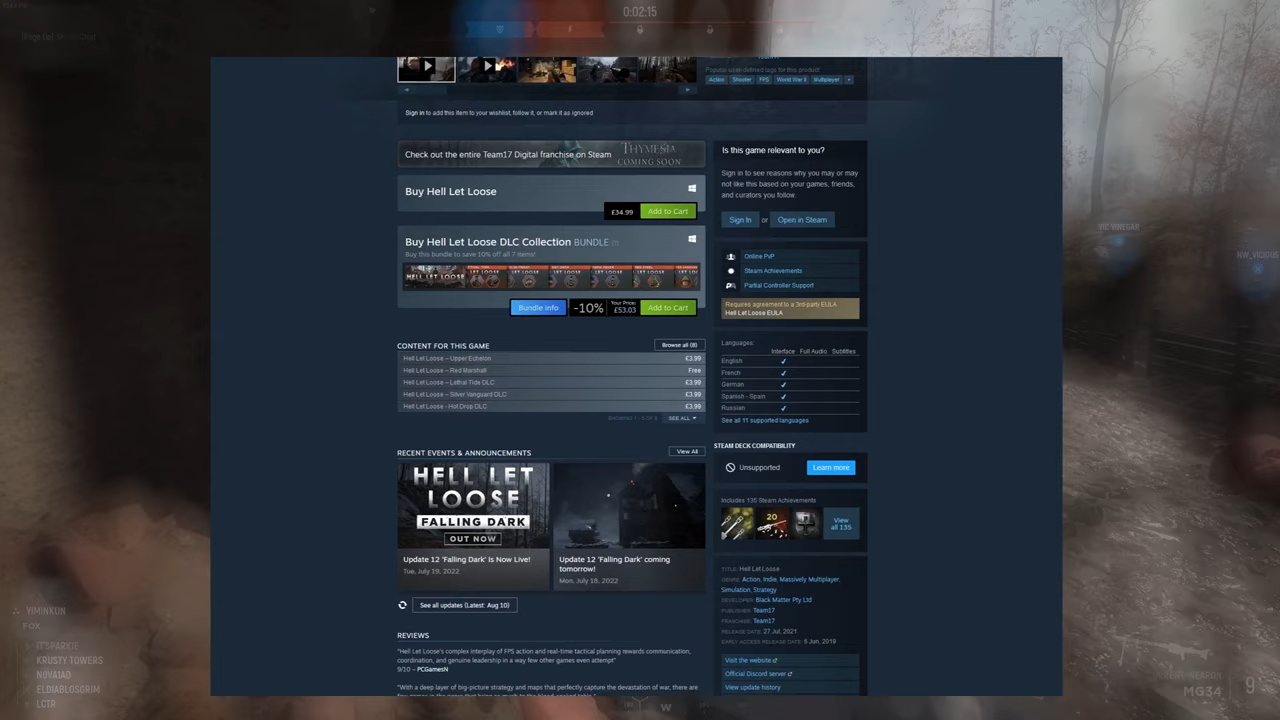 0:02:15
Popular user-defined tags for this product:
Action Shooter FPS World War II Multiplayer +
Sign in to add this item to your wishlist, follow it, or mark it as ignored
Check out the entire Team17 Digital franchise on Steam
THYMESIA
COMING SOON
Buy Hell Let Loose
£34.99 Add to Cart
Buy Hell Let Loose DLC Collection BUNDLE (?)
Buy this bundle to save 10% off all 7 items!
Bundle info -10% Your Price: £53.03 Add to Cart
CONTENT FOR THIS GAME Browse all (8)
Hell Let Loose – Upper Echelon £3.99
Hell Let Loose – Red Marshall Free
Hell Let Loose – Lethal Tide DLC £3.99
Hell Let Loose – Silver Vanguard DLC £3.99
Hell Let Loose - Hot Drop DLC £3.99
SEE ALL
RECENT EVENTS & ANNOUNCEMENTS View All
HELL LET
LOOSE
FALLING DARK
OUT NOW
Update 12 'Falling Dark' Is Now Live!
Tue, July 19, 2022
Update 12 'Falling Dark' coming
tomorrow!
Mon, July 18, 2022
See all updates (Latest: Aug 10)
REVIEWS
"Hell Let Loose's complex interplay of FPS action and real-time tactical planning rewards communication,
coordination, and genuine leadership in a way few other games even attempt"
9/10 – PCGamesN
"With a deep layer of big-picture strategy and maps that perfectly capture the devastation of war, there are
Is this game relevant to you?
Sign in to see reasons why you may or may
not like this based on your games, friends,
and curators you follow.
Sign In or Open in Steam
Online PvP
Steam Achievements
Partial Controller Support
Requires agreement to a 3rd-party EULA
Hell Let Loose EULA
Languages:
Interface Full Audio Subtitles
English ✔
French ✔
German ✔
Spanish - Spain ✔
Russian ✔
See all 11 supported languages
STEAM DECK COMPATIBILITY
Unsupported Learn more
Includes 135 Steam Achievements
20
View
all 135
TITLE: Hell Let Loose
GENRE: Action, Indie, Massively Multiplayer,
Simulation, Strategy
DEVELOPER: Black Matter Pty Ltd
PUBLISHER: Team17
FRANCHISE: Team17
RELEASE DATE: 27 Jul, 2021
EARLY ACCESS RELEASE DATE: 6 Jun, 2019
Visit the website
Official Discord server
View update history
VIC VINEGAR
NW_VICIOUS
YIMINKUN
FOX
ITSPARKIE
KRUSTY TOWERS
N0VA1AD
ELDIABLOSGRIM
LCTR
W
MG34
9